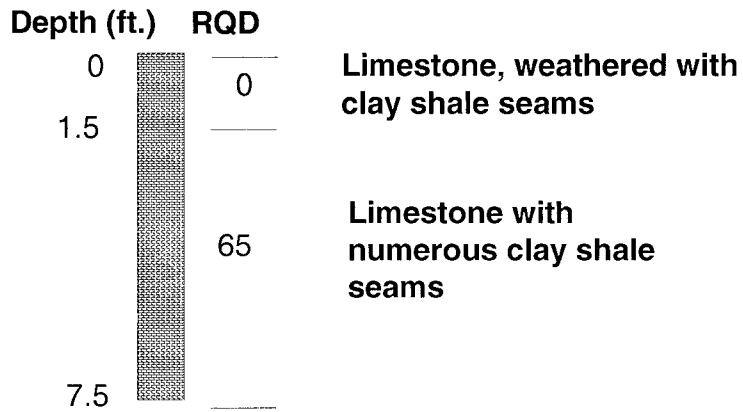 Depth (ft.) RQD
0
0
Limestone, weathered with
clay shale seams
1.5
65
Limestone with
numerous clay shale
seams
7.5